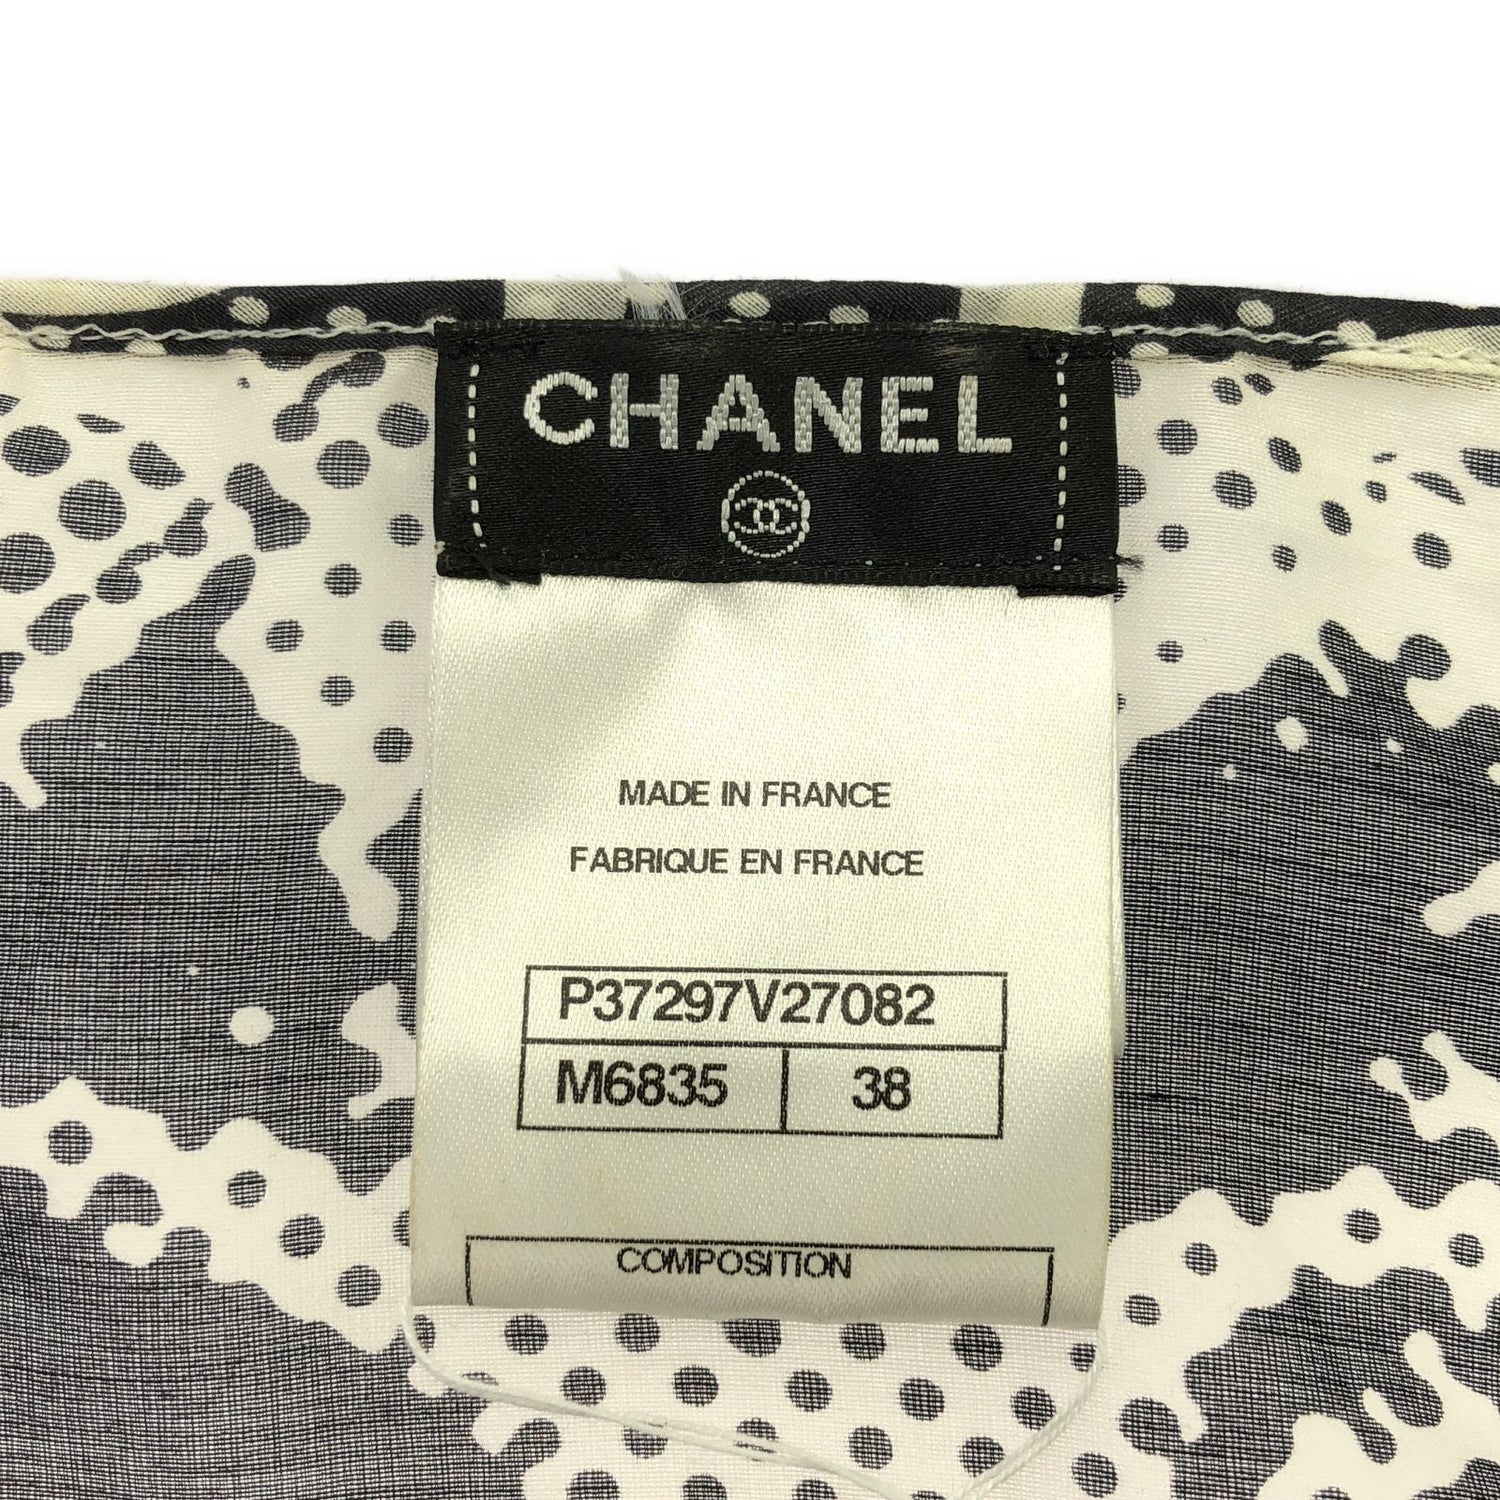 CHANEL
MADE IN FRANCE
FABRIQUE EN FRANCE
P37297V27082
M6835 38
COMPOSITION